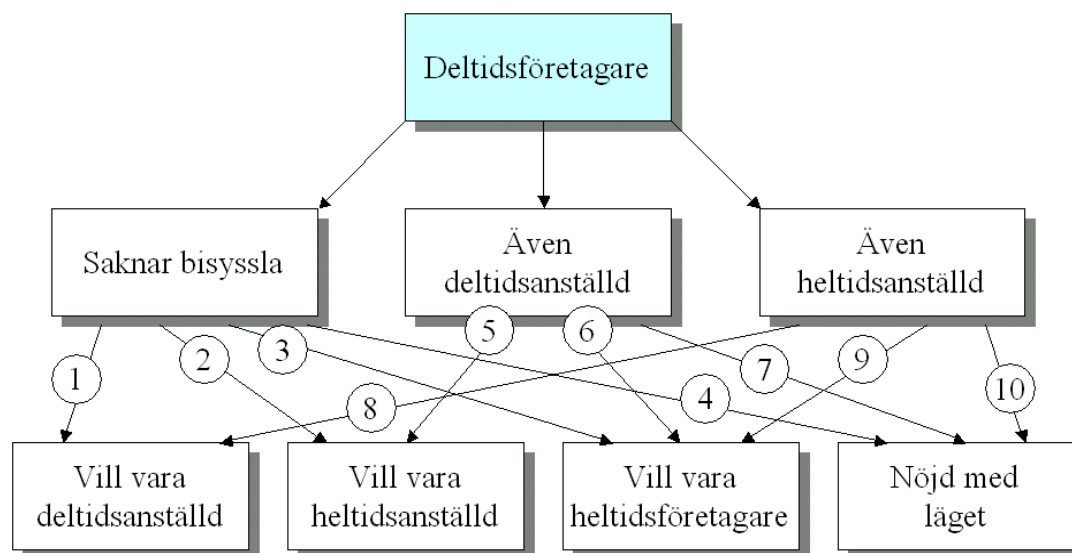 Deltidsföretagare
Saknar bisyssla
Även
deltidsanställd
Även
heltidsanställd
1
2
3
4
5
6
7
8
9
10
Vill vara
deltidsanställd
Vill vara
heltidsanställd
Vill vara
heltidsföretagare
Nöjd med
läget